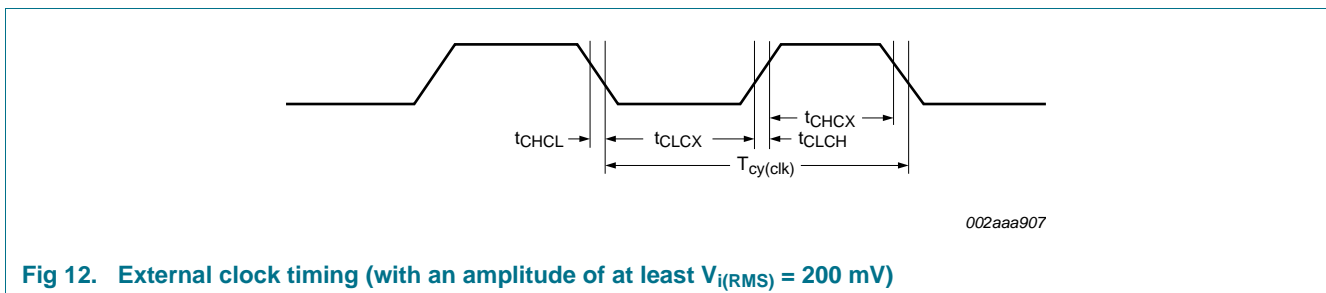 tCHCX
tCHCL tCLCX tCLCH
Tcy(clk)
002aaa907
Fig 12. External clock timing (with an amplitude of at least Vi(RMS) = 200 mV)